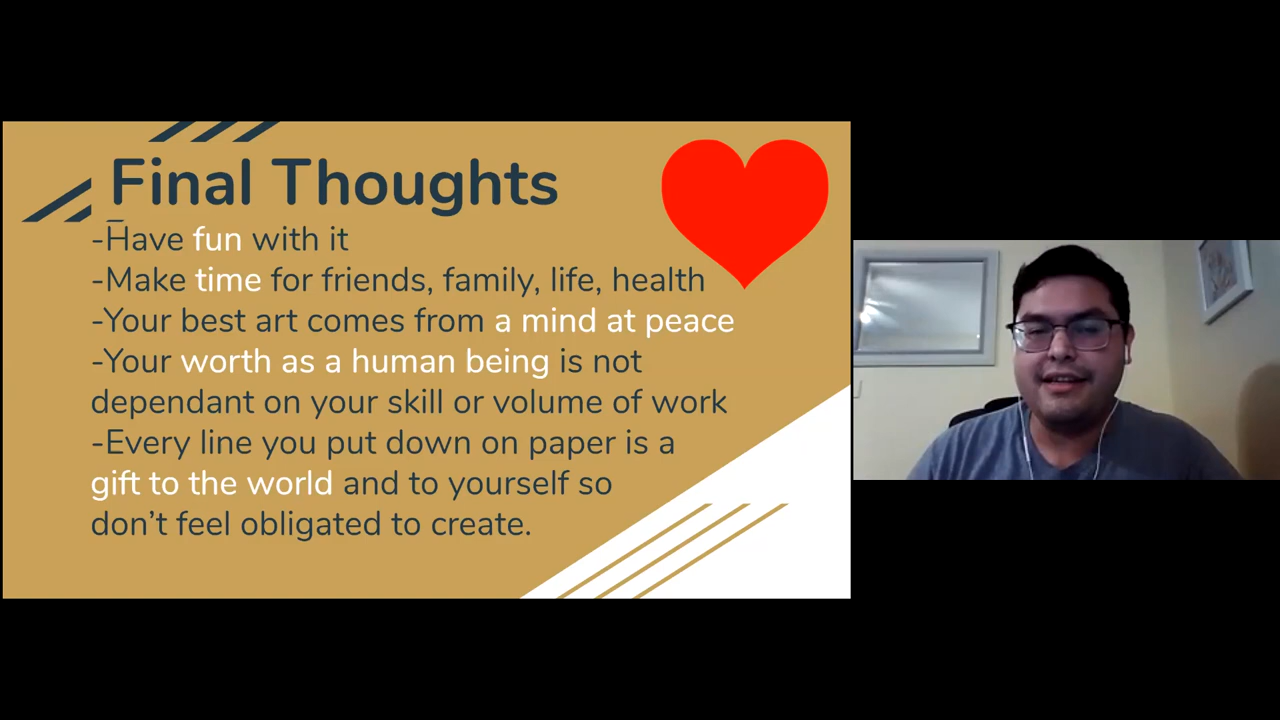 Final Thoughts
-Have fun with it
-Make time for friends, family, life, health
-Your best art comes from a mind at peace
-Your worth as a human being is not
dependant on your skill or volume of work
-Every line you put down on paper is a
gift to the world and to yourself so
don't feel obligated to create.